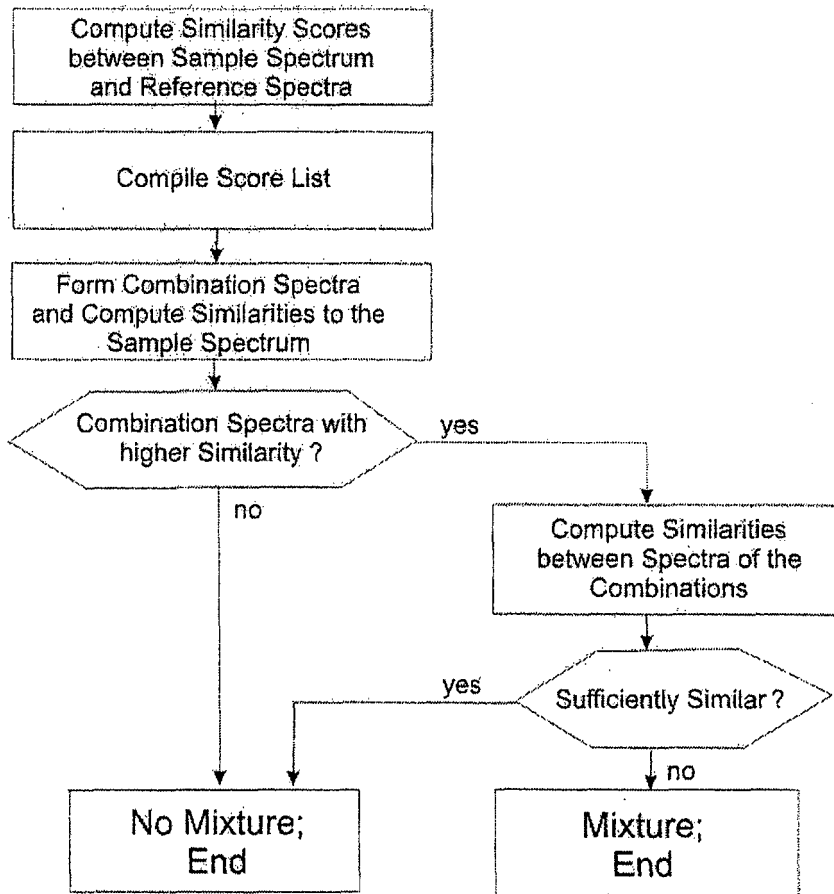 Compute Similarity Scores
between Sample Spectrum
and Reference Spectra
Compile Score List
Form Combination Spectra
and Compute Similarities to the
Sample Spectrum
Combination Spectra with
higher Similarity ?
yes
no
Compute Similarities
between Spectra of the
Combinations
yes
Sufficiently Similar ?
no
No Mixture;
End
Mixture;
End